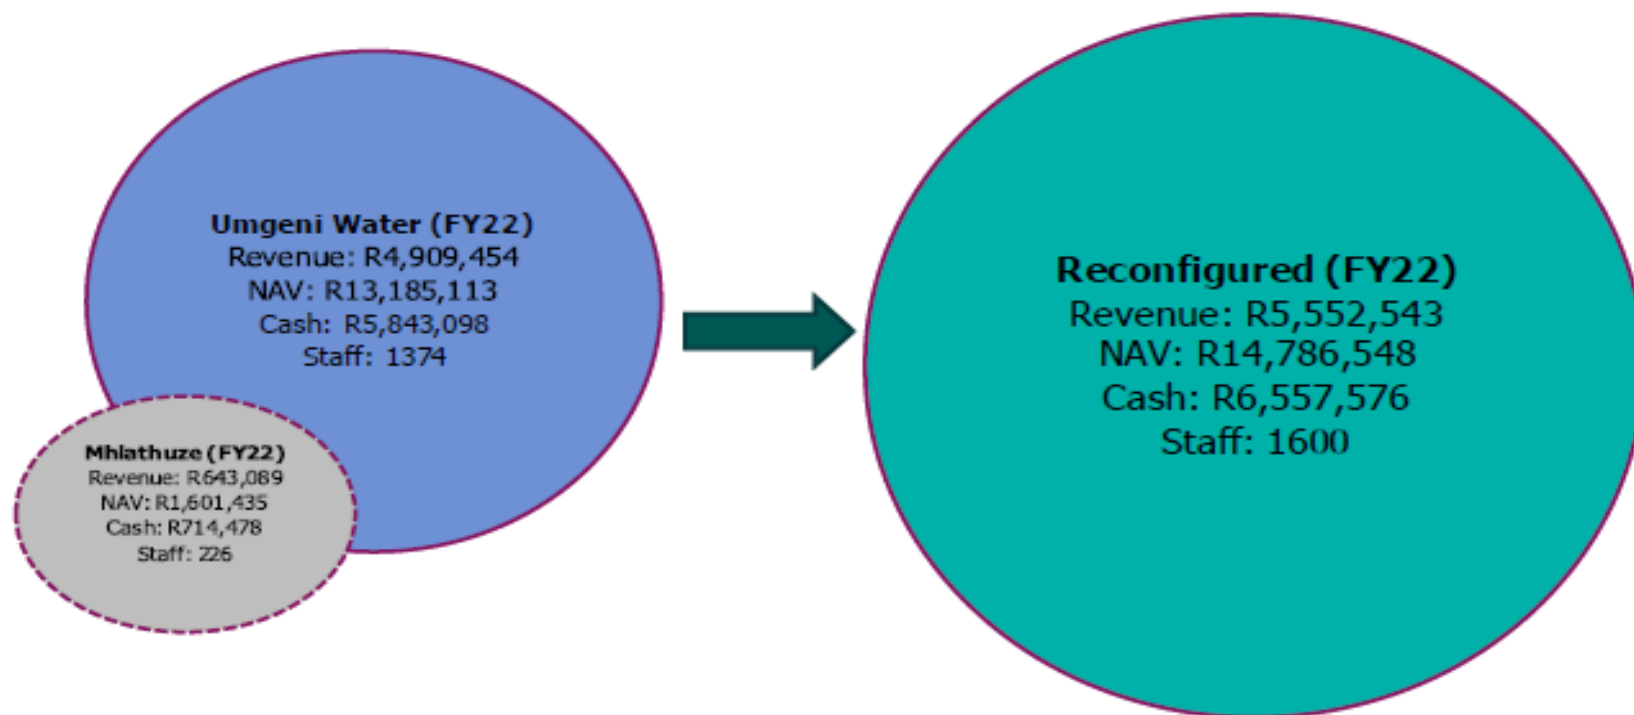 Umgeni Water (FY22)
Revenue: R4,909,454
NAV: R13,185,113
Cash: R5,843,098
Staff: 1374
Mhlathuze (FY22)
Revenue: R643,089
NAV: R1,601,435
Cash: R714,478
Staff: 226
Reconfigured (FY22)
Revenue: R5,552,543
NAV: R14,786,548
Cash: R6,557,576
Staff: 1600